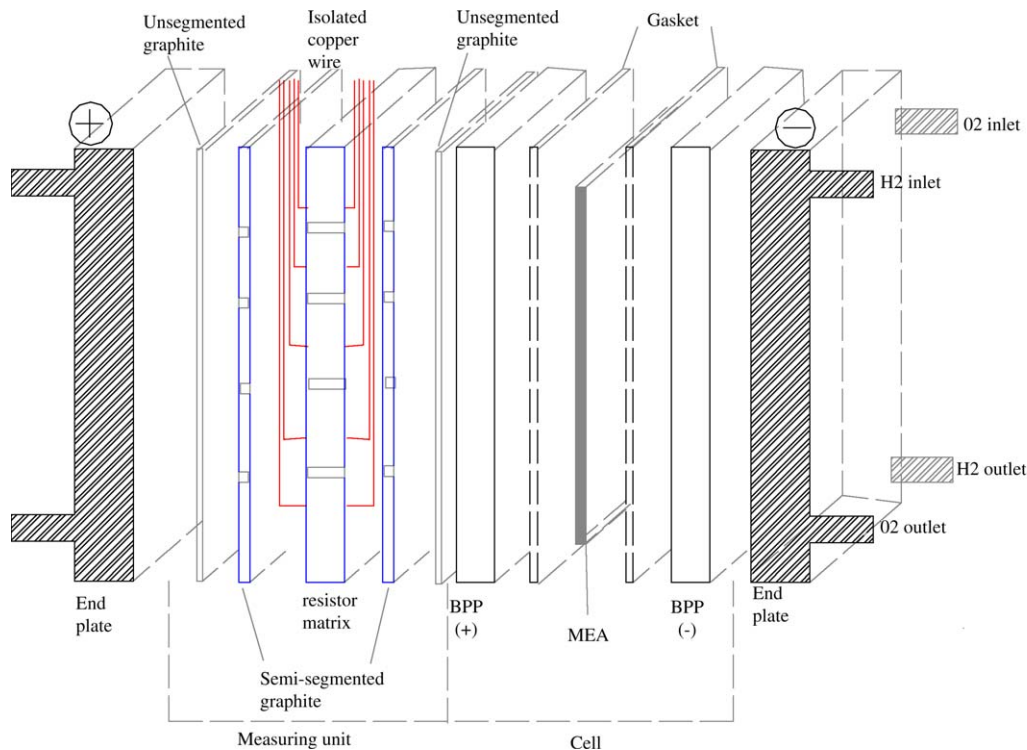 Unsegmented
graphite
Isolated
copper
wire
Unsegmented
graphite
Gasket
02 inlet
H2 inlet
H2 outlet
02 outlet
End
plate
resistor
matrix
BPP
(+)
MEA
BPP
(-)
End
plate
Semi-segmented
graphite
Measuring unit
Cell